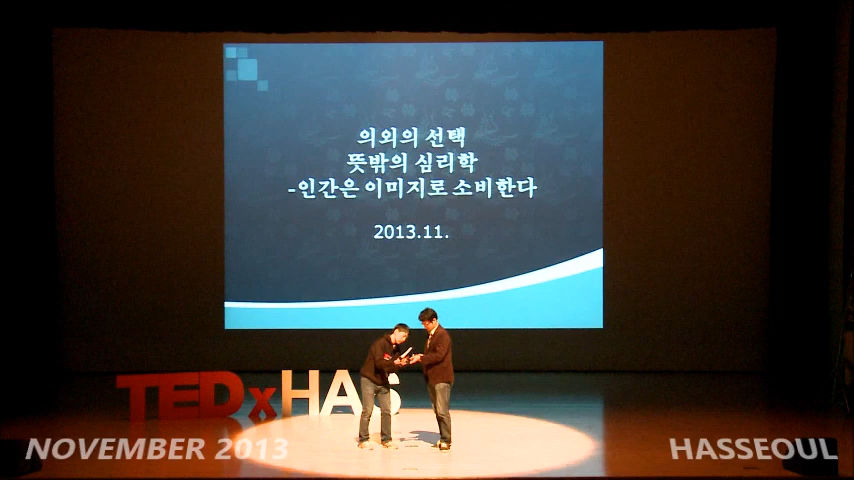 의외의 선택
뜻밖의 심리학
-인간은 이미지로 소비한다
2013.11.
TEDxHAS
NOVEMBER 2013
HASSEOUL